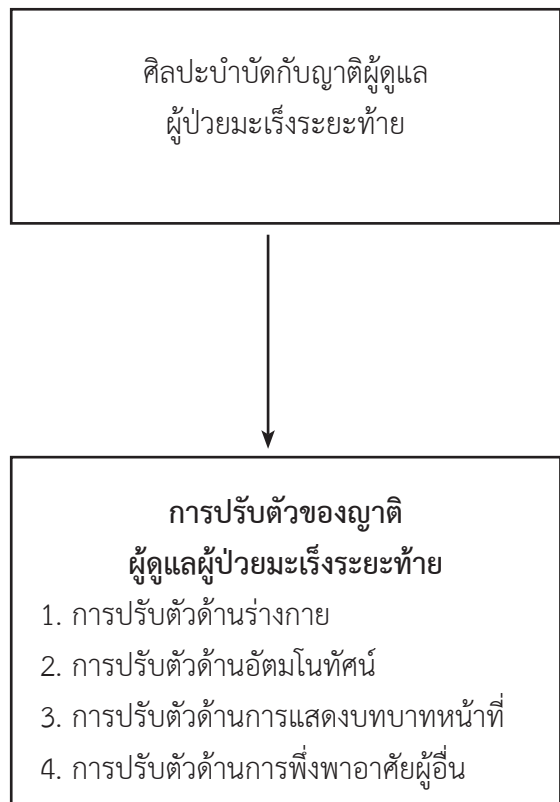 ศิลปะบำบัดกับญาติผู้ดูแล
ผู้ป่วยมะเร็งระยะท้าย
การปรับตัวของญาติ
ผู้ดูแลผู้ป่วยมะเร็งระยะท้าย
1. การปรับตัวด้านร่างกาย
2. การปรับตัวด้านอัตมโนทัศน์
3. การปรับตัวด้านการแสดงบทบาทหน้าที่
4. การปรับตัวด้านการพึ่งพาอาศัยผู้อื่น